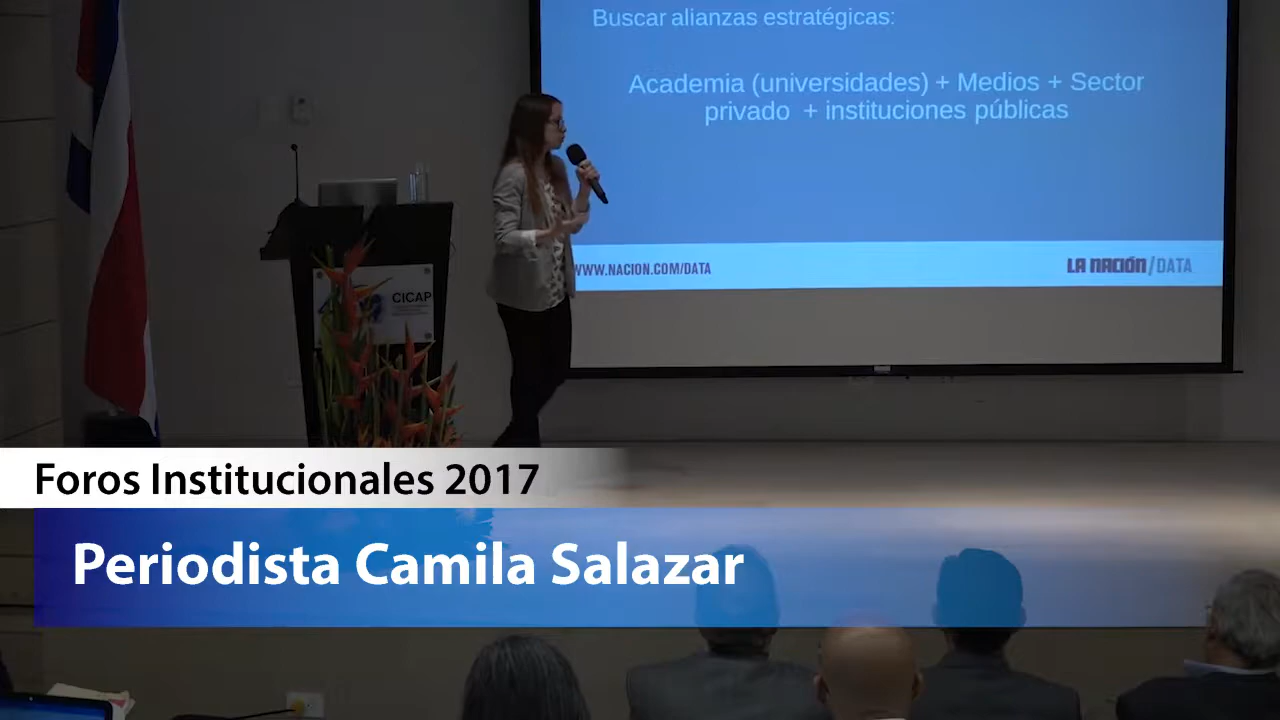 Buscar alianzas estratégicas:
Academia (universidades) + Medios + Sector
privado + instituciones públicas
WWW.NACION.COM/DATA
LA NACIÓN/DATA
CICAP
Foros Institucionales 2017
Periodista Camila Salazar